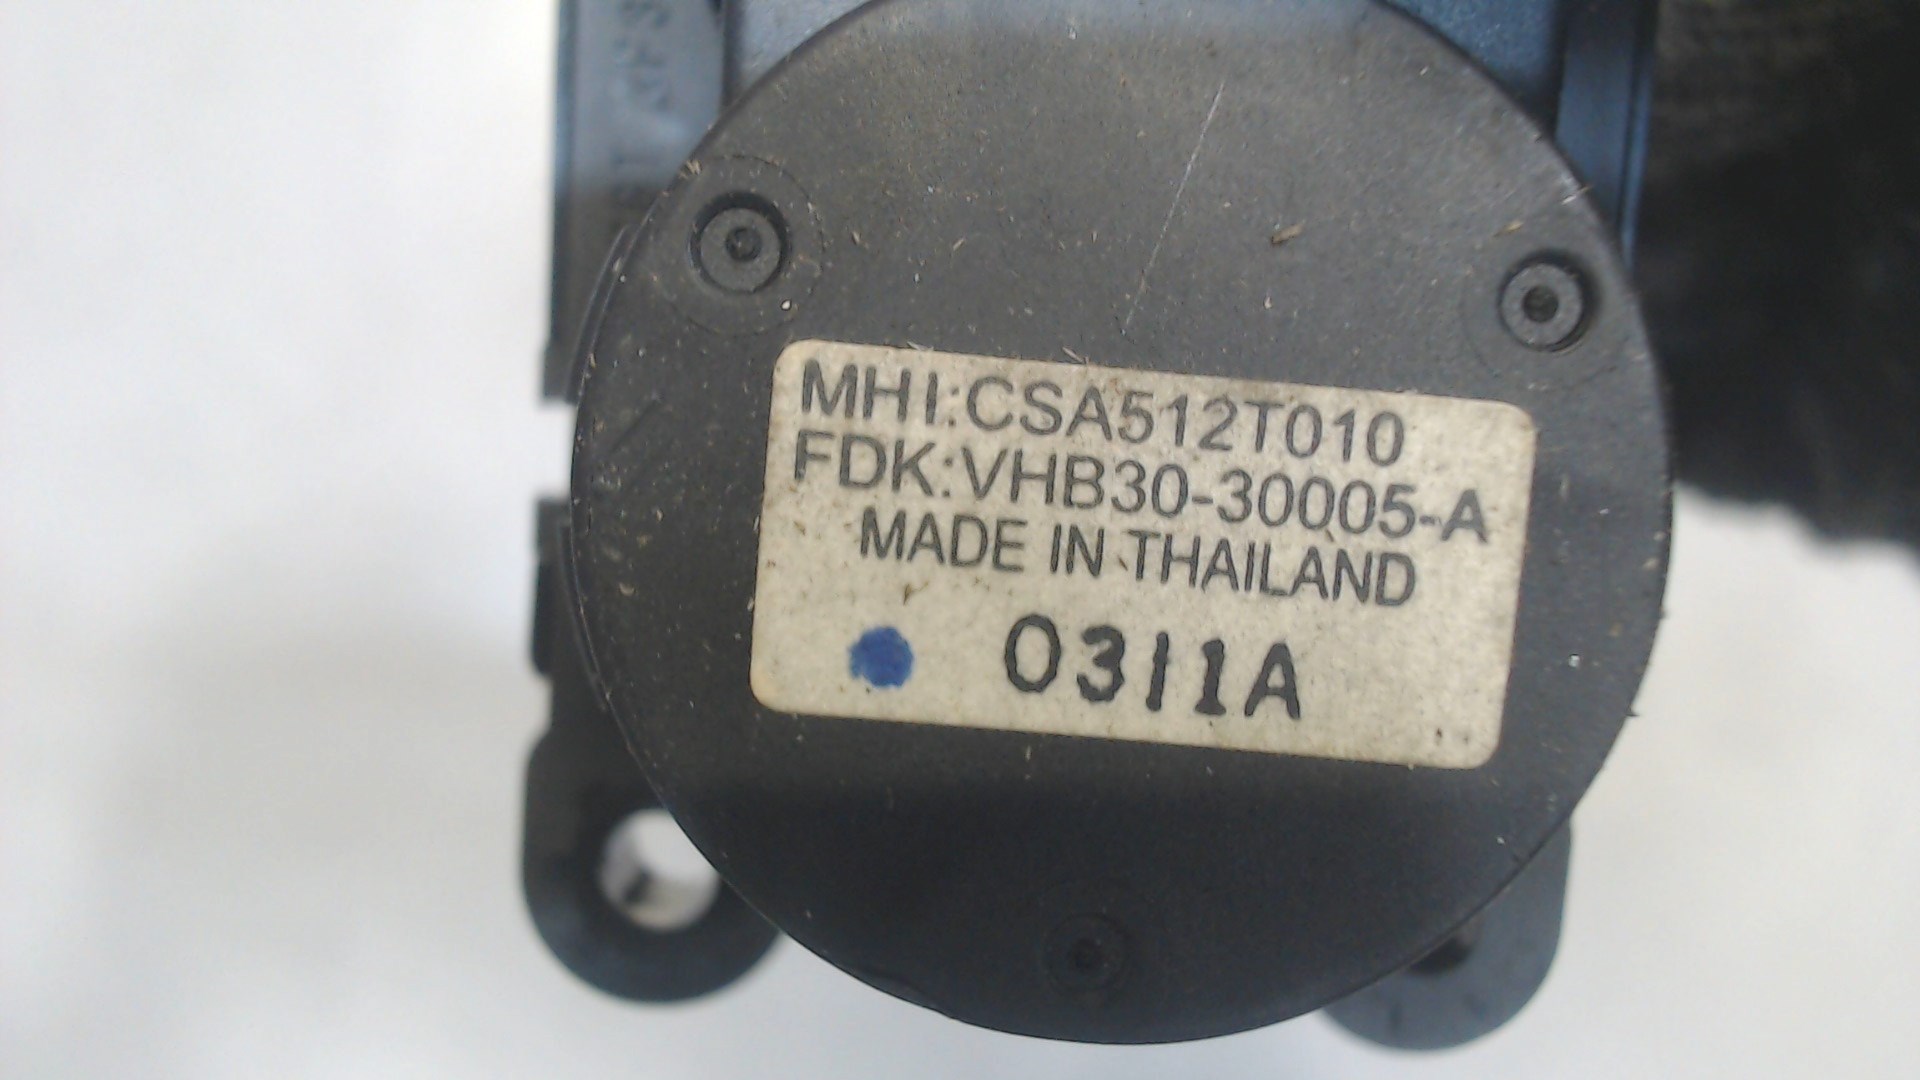 MHI:CSA512T010
FDK:VHB30-30005-A
MADE IN THAILAND
0311A